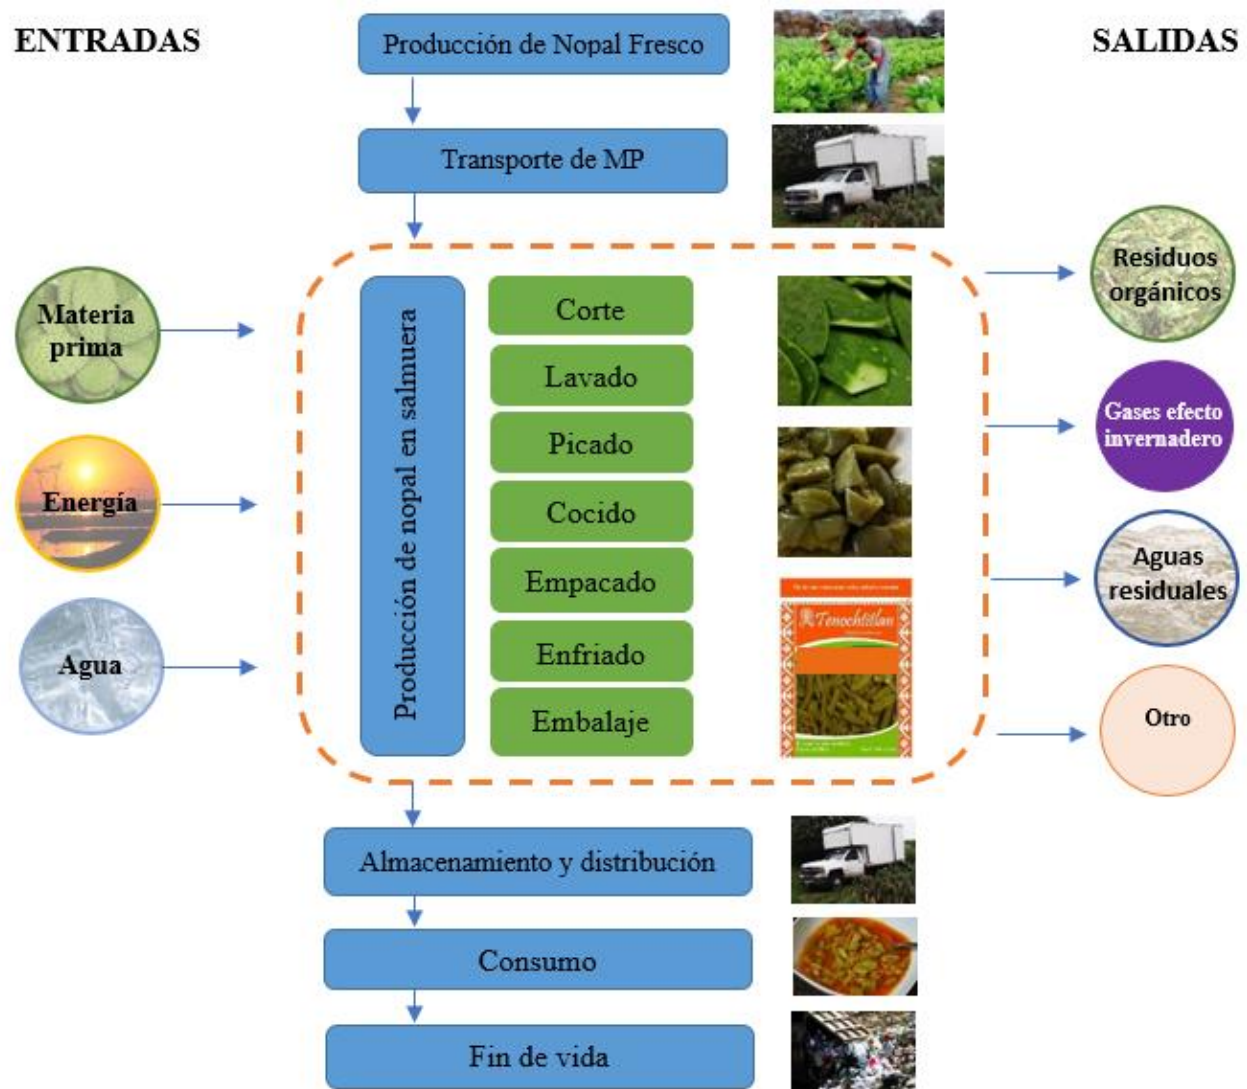 ENTRADAS
SALIDAS
Producción de Nopal Fresco
Transporte de MP
Materia
prima
Energía
Agua
Producción de nopal en salmuera
Corte
Lavado
Picado
Cocido
Empacado
Enfriado
Embalaje
Tenochtitlan
Residuos
orgánicos
Gases efecto
invernadero
Aguas
residuales
Otro
Almacenamiento y distribución
Consumo
Fin de vida